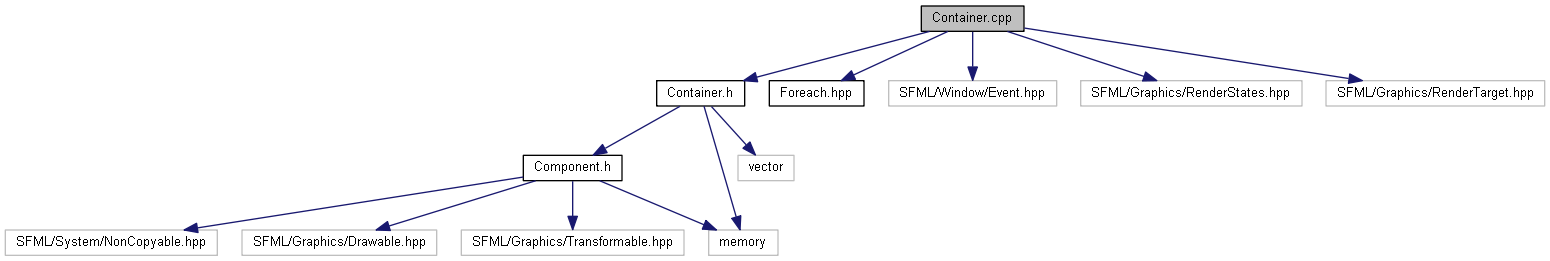 Container.cpp
Container.h
Foreach.hpp
SFML/Window/Event.hpp
SFML/Graphics/RenderStates.hpp
SFML/Graphics/RenderTarget.hpp
Component.h
vector
SFML/System/NonCopyable.hpp
SFML/Graphics/Drawable.hpp
SFML/Graphics/Transformable.hpp
memory